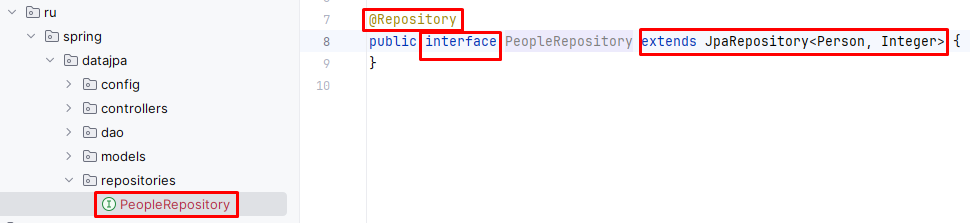 ru
spring
datajpa
config
controllers
dao
models
repositories
PeopleRepository
7 @Repository
8 public interface PeopleRepository extends JpaRepository<Person, Integer> {
9 }
10